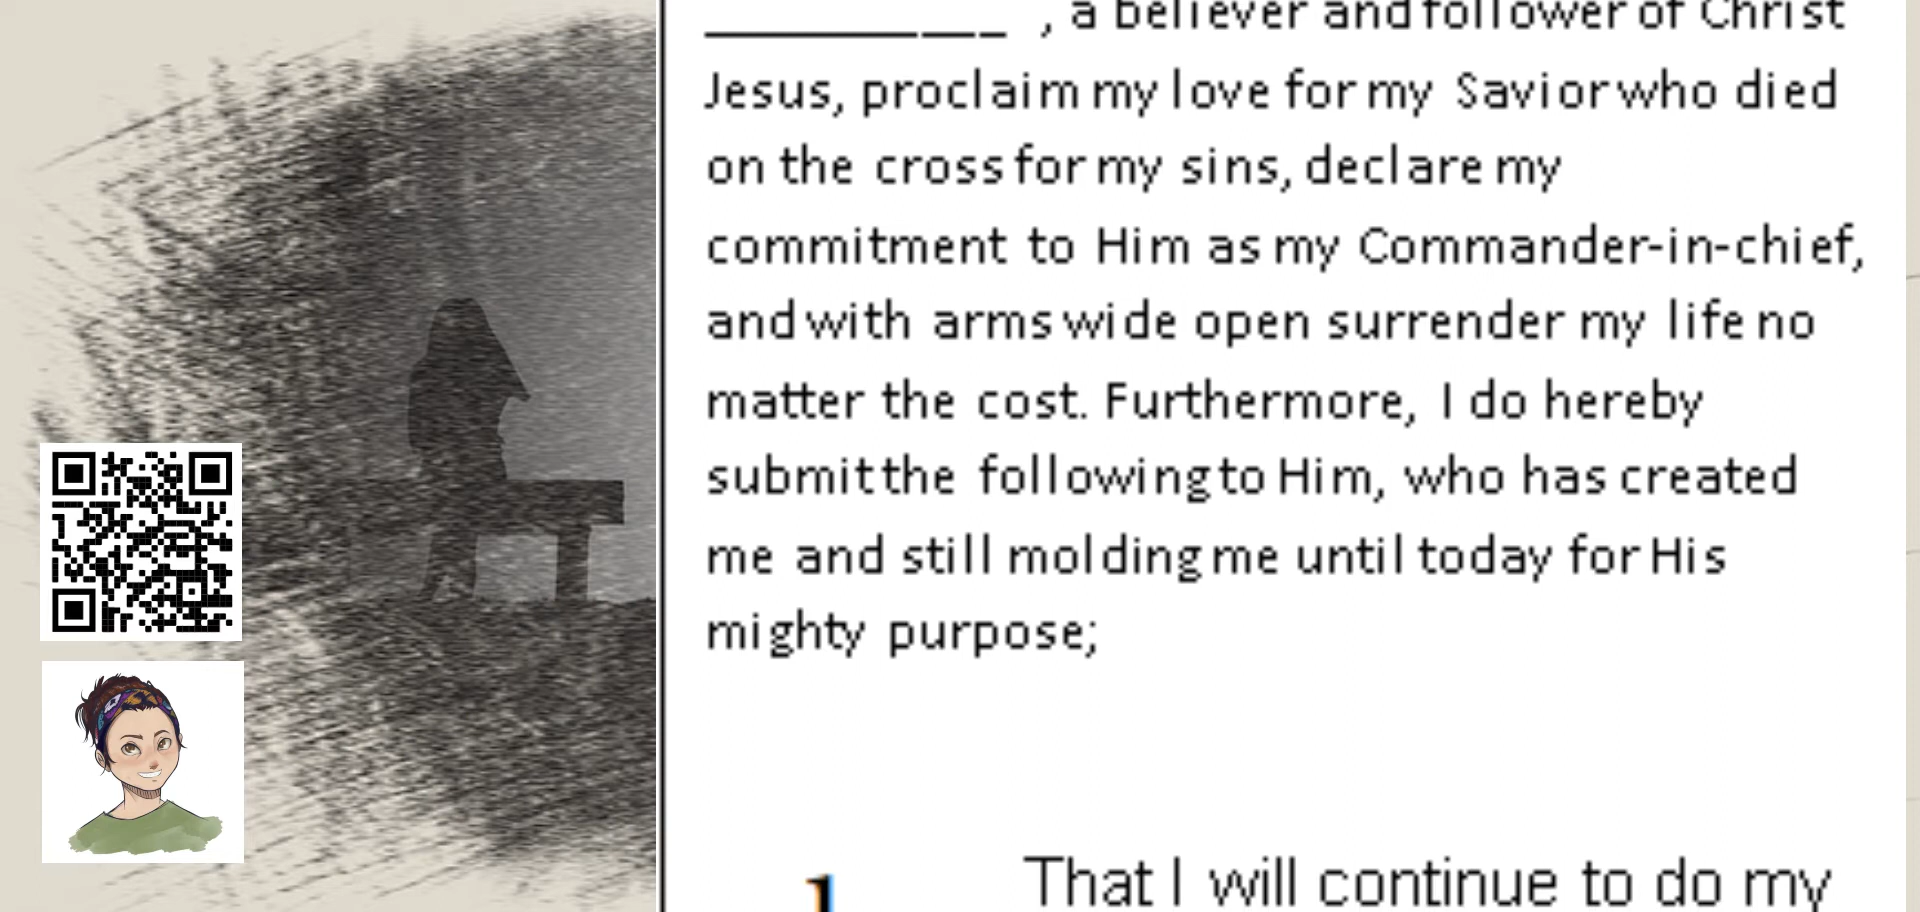 __________ , a believer and follower of Christ
Jesus, proclaim my love for my Savior who died
on the cross for my sins, declare my
commitment to Him as my Commander-in-chief,
and with arms wide open surrender my life no
matter the cost. Furthermore, I do hereby
submit the following to Him, who has created
me and still molding me until today for His
mighty purpose;
1 That I will continue to do my